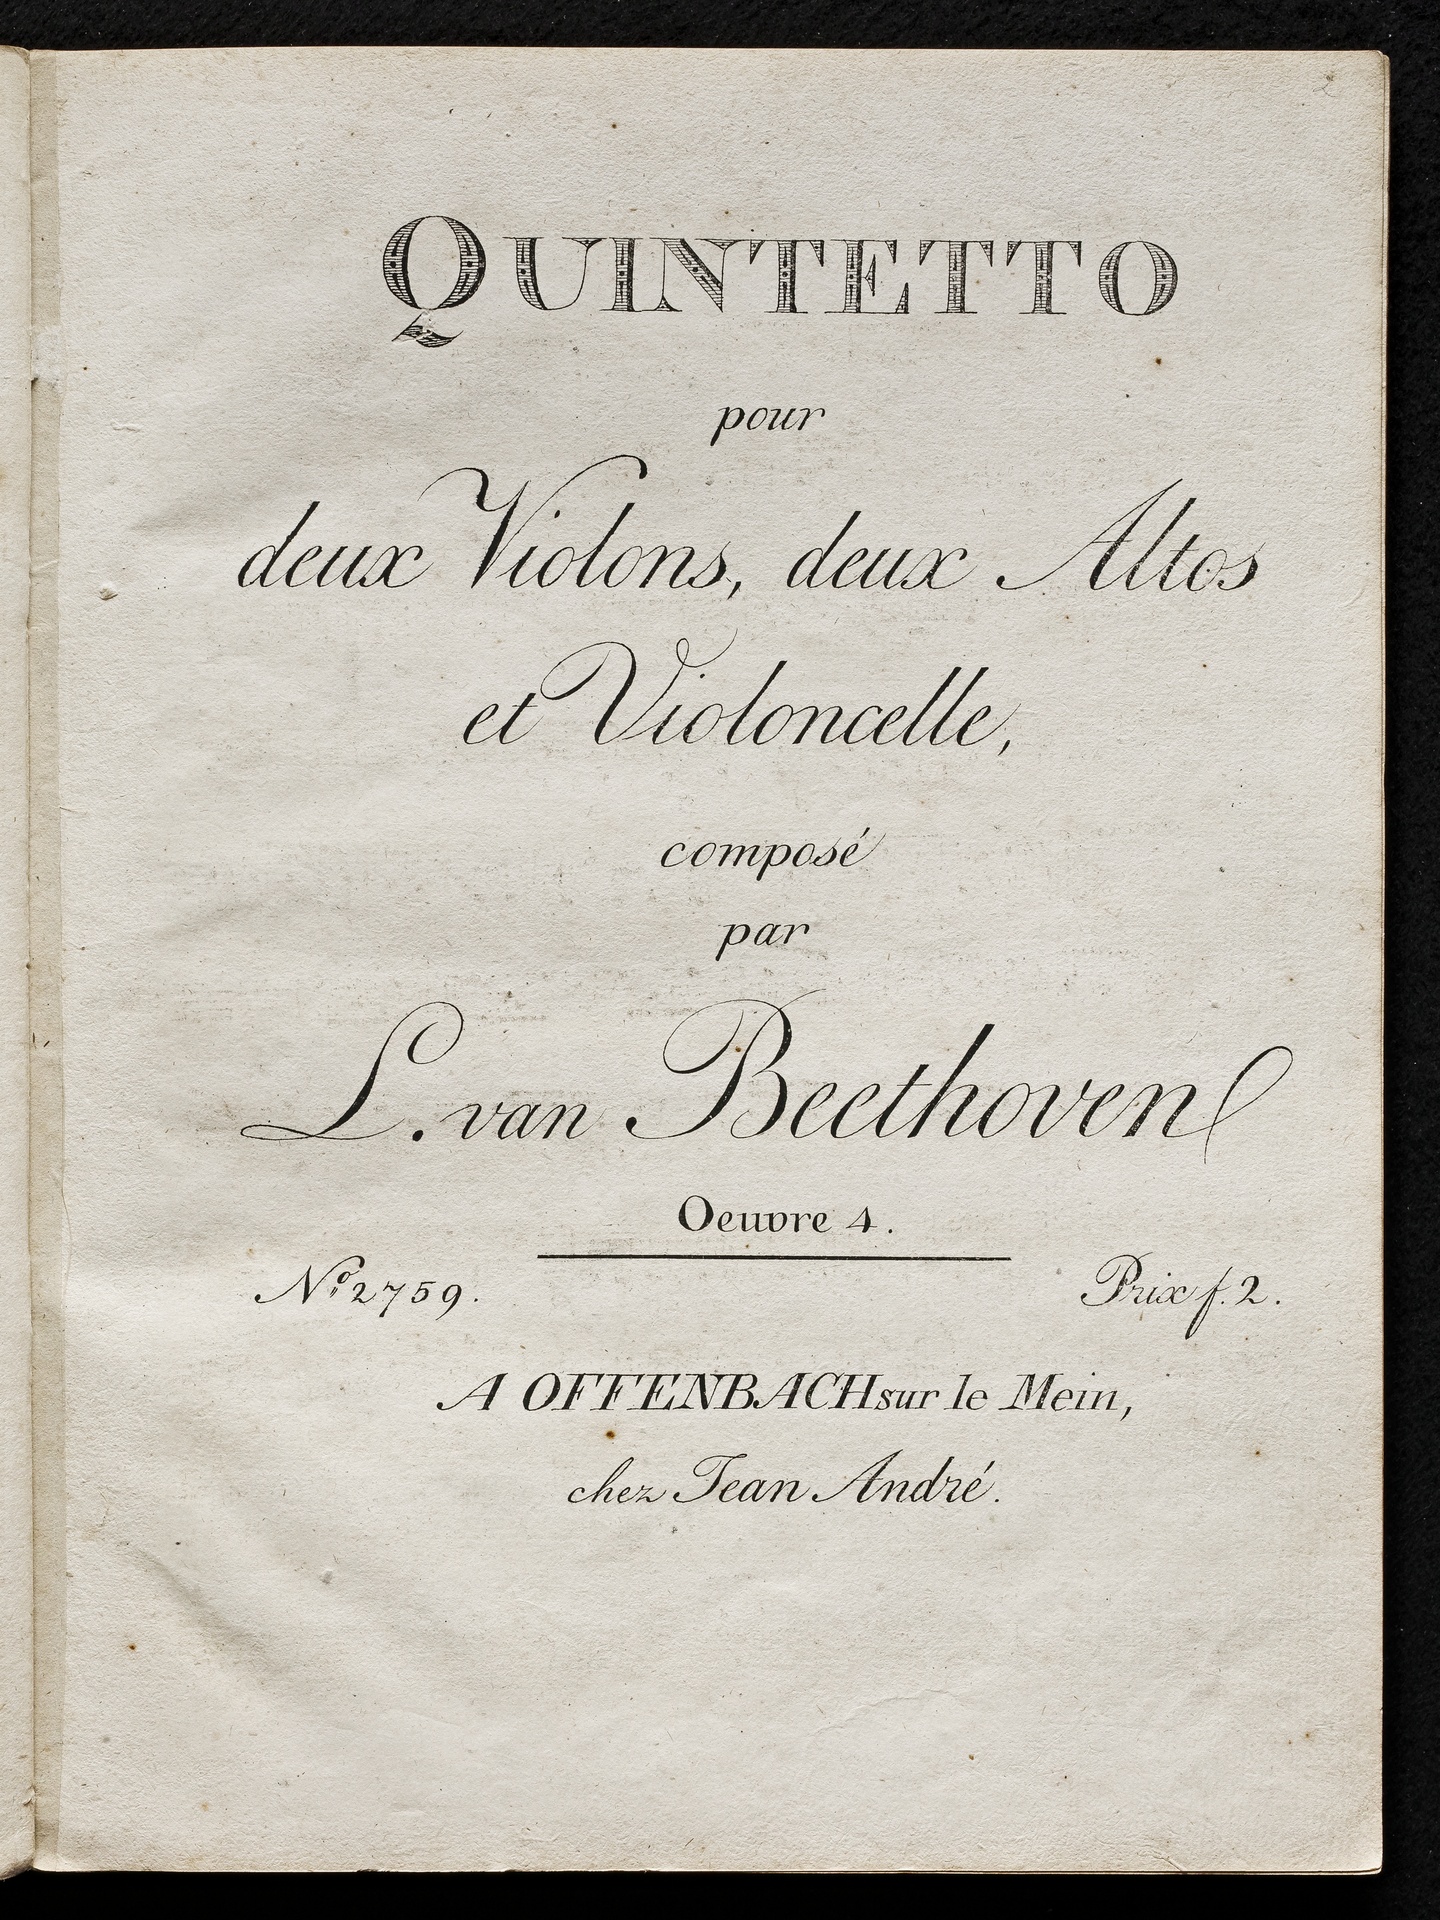 2
QUINTETTO
pour
deux Violons, deux Altos
et Violoncelle,
composé
par
L. van Beethoven
Oeuvre 4.
No. 2759. Prix f. 2.
A OFFENBACH sur le Mein,
chez Jean André.